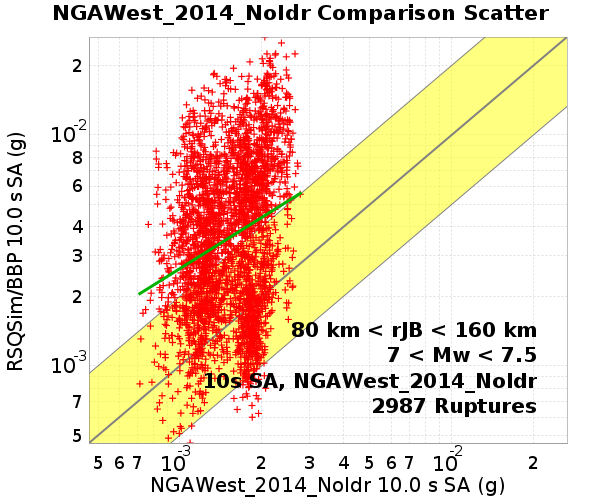 NGAWest_2014_NoIdr Comparison Scatter
RSQSim/BBP 10.0 s SA (g)
2
10-2
8
6
4
3
2
10-3
7
5
80 km < rJB < 160 km
7 < Mw < 7.5
10s SA, NGAWest_2014_NoIdr
2987 Ruptures
5 6 7 10-3 2 3 4 5 6 7 10-2 2
NGAWest_2014_NoIdr 10.0 s SA (g)